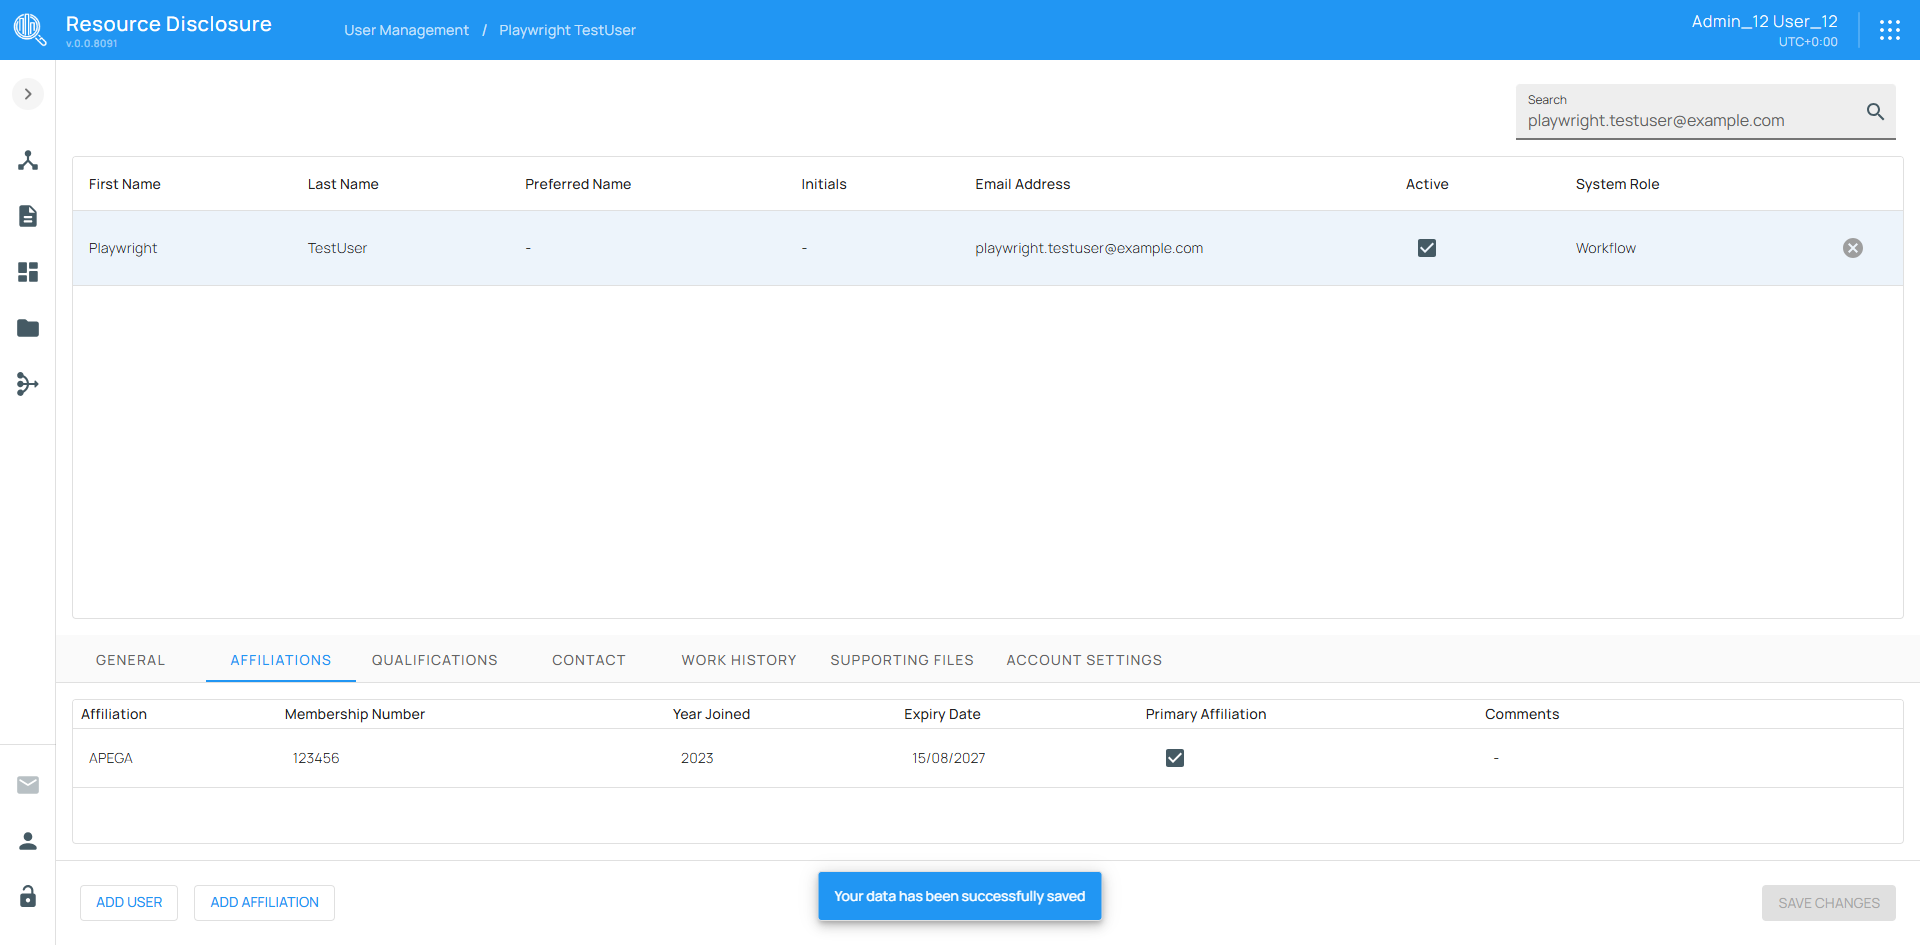 Resource Disclosure
v.0.0.8091
User Management / Playwright TestUser
Admin_12 User_12
UTC+0:00
Search
playwright.testuser@example.com
First Name Last Name Preferred Name Initials Email Address Active System Role
Playwright TestUser - - playwright.testuser@example.com Workflow
GENERAL AFFILIATIONS QUALIFICATIONS CONTACT WORK HISTORY SUPPORTING FILES ACCOUNT SETTINGS
Affiliation Membership Number Year Joined Expiry Date Primary Affiliation Comments
APEGA 123456 2023 15/08/2027 -
ADD USER ADD AFFILIATION
Your data has been successfully saved
SAVE CHANGES